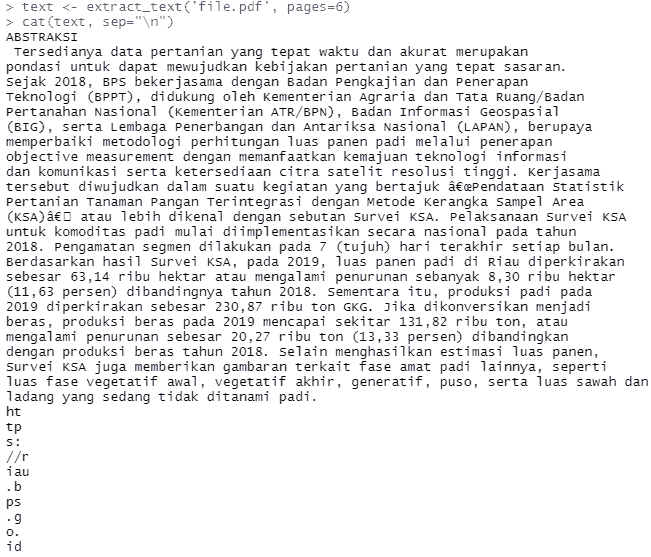 > text <- extract_text('file.pdf', pages=6)
> cat(text, sep="\n")
ABSTRAKSI
Tersedianya data pertanian yang tepat waktu dan akurat merupakan
pondasi untuk dapat mewujudkan kebijakan pertanian yang tepat sasaran.
Sejak 2018, BPS bekerjasama dengan Badan Pengkajian dan Penerapan
Teknologi (BPPT), didukung oleh Kementerian Agraria dan Tata Ruang/Badan
Pertanahan Nasional (Kementerian ATR/BPN), Badan Informasi Geospasial
(BIG), serta Lembaga Penerbangan dan Antariksa Nasional (LAPAN), berupaya
memperbaiki metodologi perhitungan luas panen padi melalui penerapan
objective measurement dengan memanfaatkan kemajuan teknologi informasi
dan komunikasi serta ketersediaan citra satelit resolusi tinggi. Kerjasama
tersebut diwujudkan dalam suatu kegiatan yang bertajuk â€œPendataan Statistik
Pertanian Tanaman Pangan Terintegrasi dengan Metode Kerangka Sampel Area
(KSA)â€□ atau lebih dikenal dengan sebutan Survei KSA. Pelaksanaan Survei KSA
untuk komoditas padi mulai diimplementasikan secara nasional pada tahun
2018. Pengamatan segmen dilakukan pada 7 (tujuh) hari terakhir setiap bulan.
Berdasarkan hasil Survei KSA, pada 2019, luas panen padi di Riau diperkirakan
sebesar 63,14 ribu hektar atau mengalami penurunan sebanyak 8,30 ribu hektar
(11,63 persen) dibandingnya tahun 2018. Sementara itu, produksi padi pada
2019 diperkirakan sebesar 230,87 ribu ton GKG. Jika dikonversikan menjadi
beras, produksi beras pada 2019 mencapai sekitar 131,82 ribu ton, atau
mengalami penurunan sebesar 20,27 ribu ton (13,33 persen) dibandingkan
dengan produksi beras tahun 2018. Selain menghasilkan estimasi luas panen,
Survei KSA juga memberikan gambaran terkait fase amat padi lainnya, seperti
luas fase vegetatif awal, vegetatif akhir, generatif, puso, serta luas sawah dan
ladang yang sedang tidak ditanami padi.
ht
tp
s:
//r
iau
.b
ps
.g
o.
id